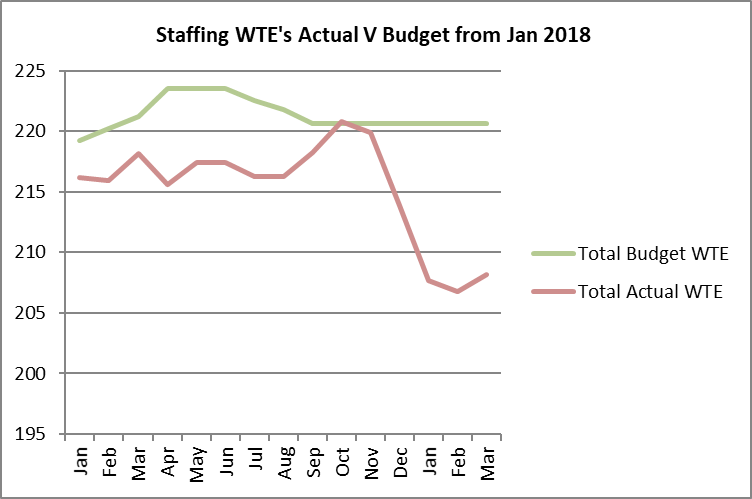 Staffing WTE's Actual V Budget from Jan 2018
225
220
215
210
205
200
195
Total Budget WTE
Total Actual WTE
Jan Feb Mar Apr May Jun Jul Aug Sep Oct Nov Dec Jan Feb Mar